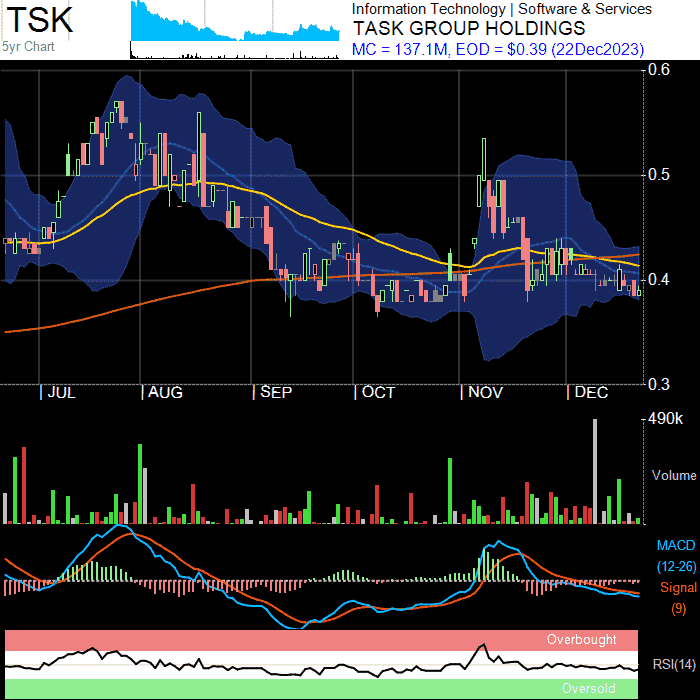 TSK
5yr Chart
Information Technology | Software & Services
TASK GROUP HOLDINGS
MC = 137.1M, EOD = $0.39 (22Dec2023)
0.6
0.5
0.4
0.3
| JUL | AUG | SEP | OCT | NOV | DEC
490k
Volume
MACD
(12-26)
Signal
(9)
Overbought
RSI(14)
Oversold